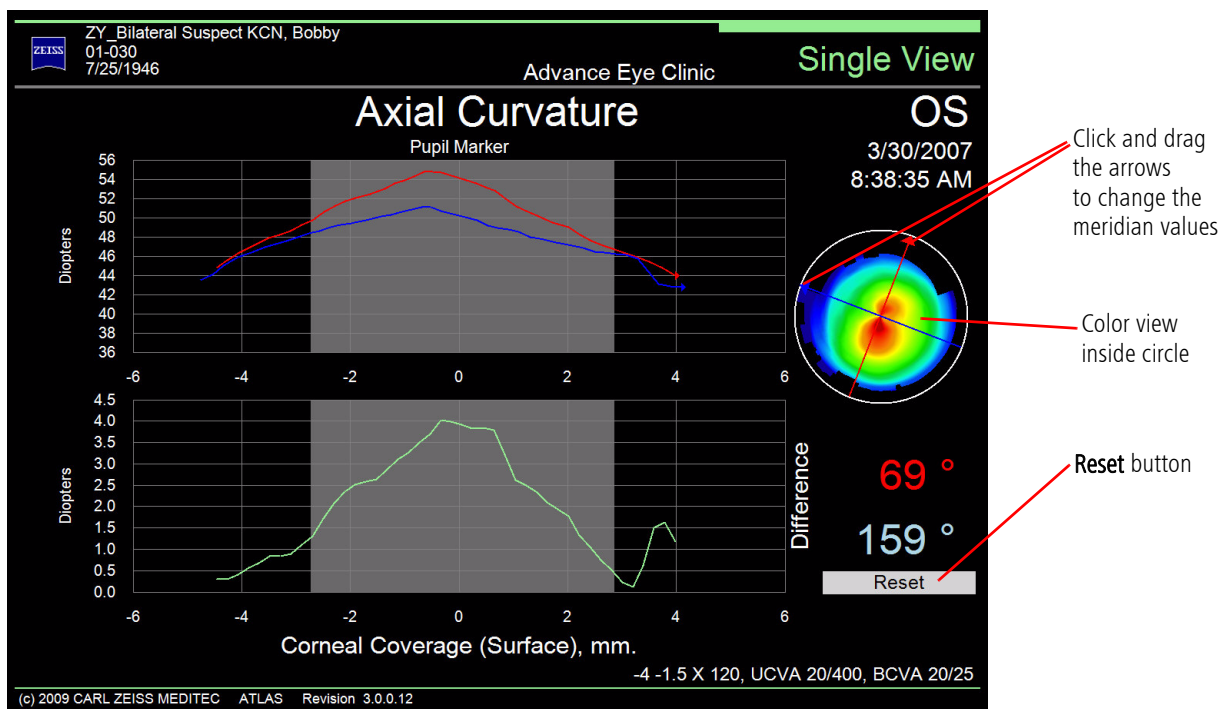 ZEISS
ZY_Bilateral Suspect KCN, Bobby
01-030
7/25/1946
Advance Eye Clinic
Single View
Axial Curvature
OS
Pupil Marker
3/30/2007
8:38:35 AM
56
54
52
50
48
46
44
42
40
38
36
Diopters
-6 -4 -2 0 2 4 6
4.5
4.0
3.5
3.0
2.5
2.0
1.5
1.0
0.5
0.0
Diopters
Difference
-6 -4 -2 0 2 4 6
Corneal Coverage (Surface), mm.
69 °
159 °
Reset
-4 -1.5 X 120, UCVA 20/400, BCVA 20/25
(c) 2009 CARL ZEISS MEDITEC ATLAS Revision 3.0.0.12
Click and drag
the arrows
to change the
meridian values
Color view
inside circle
Reset button